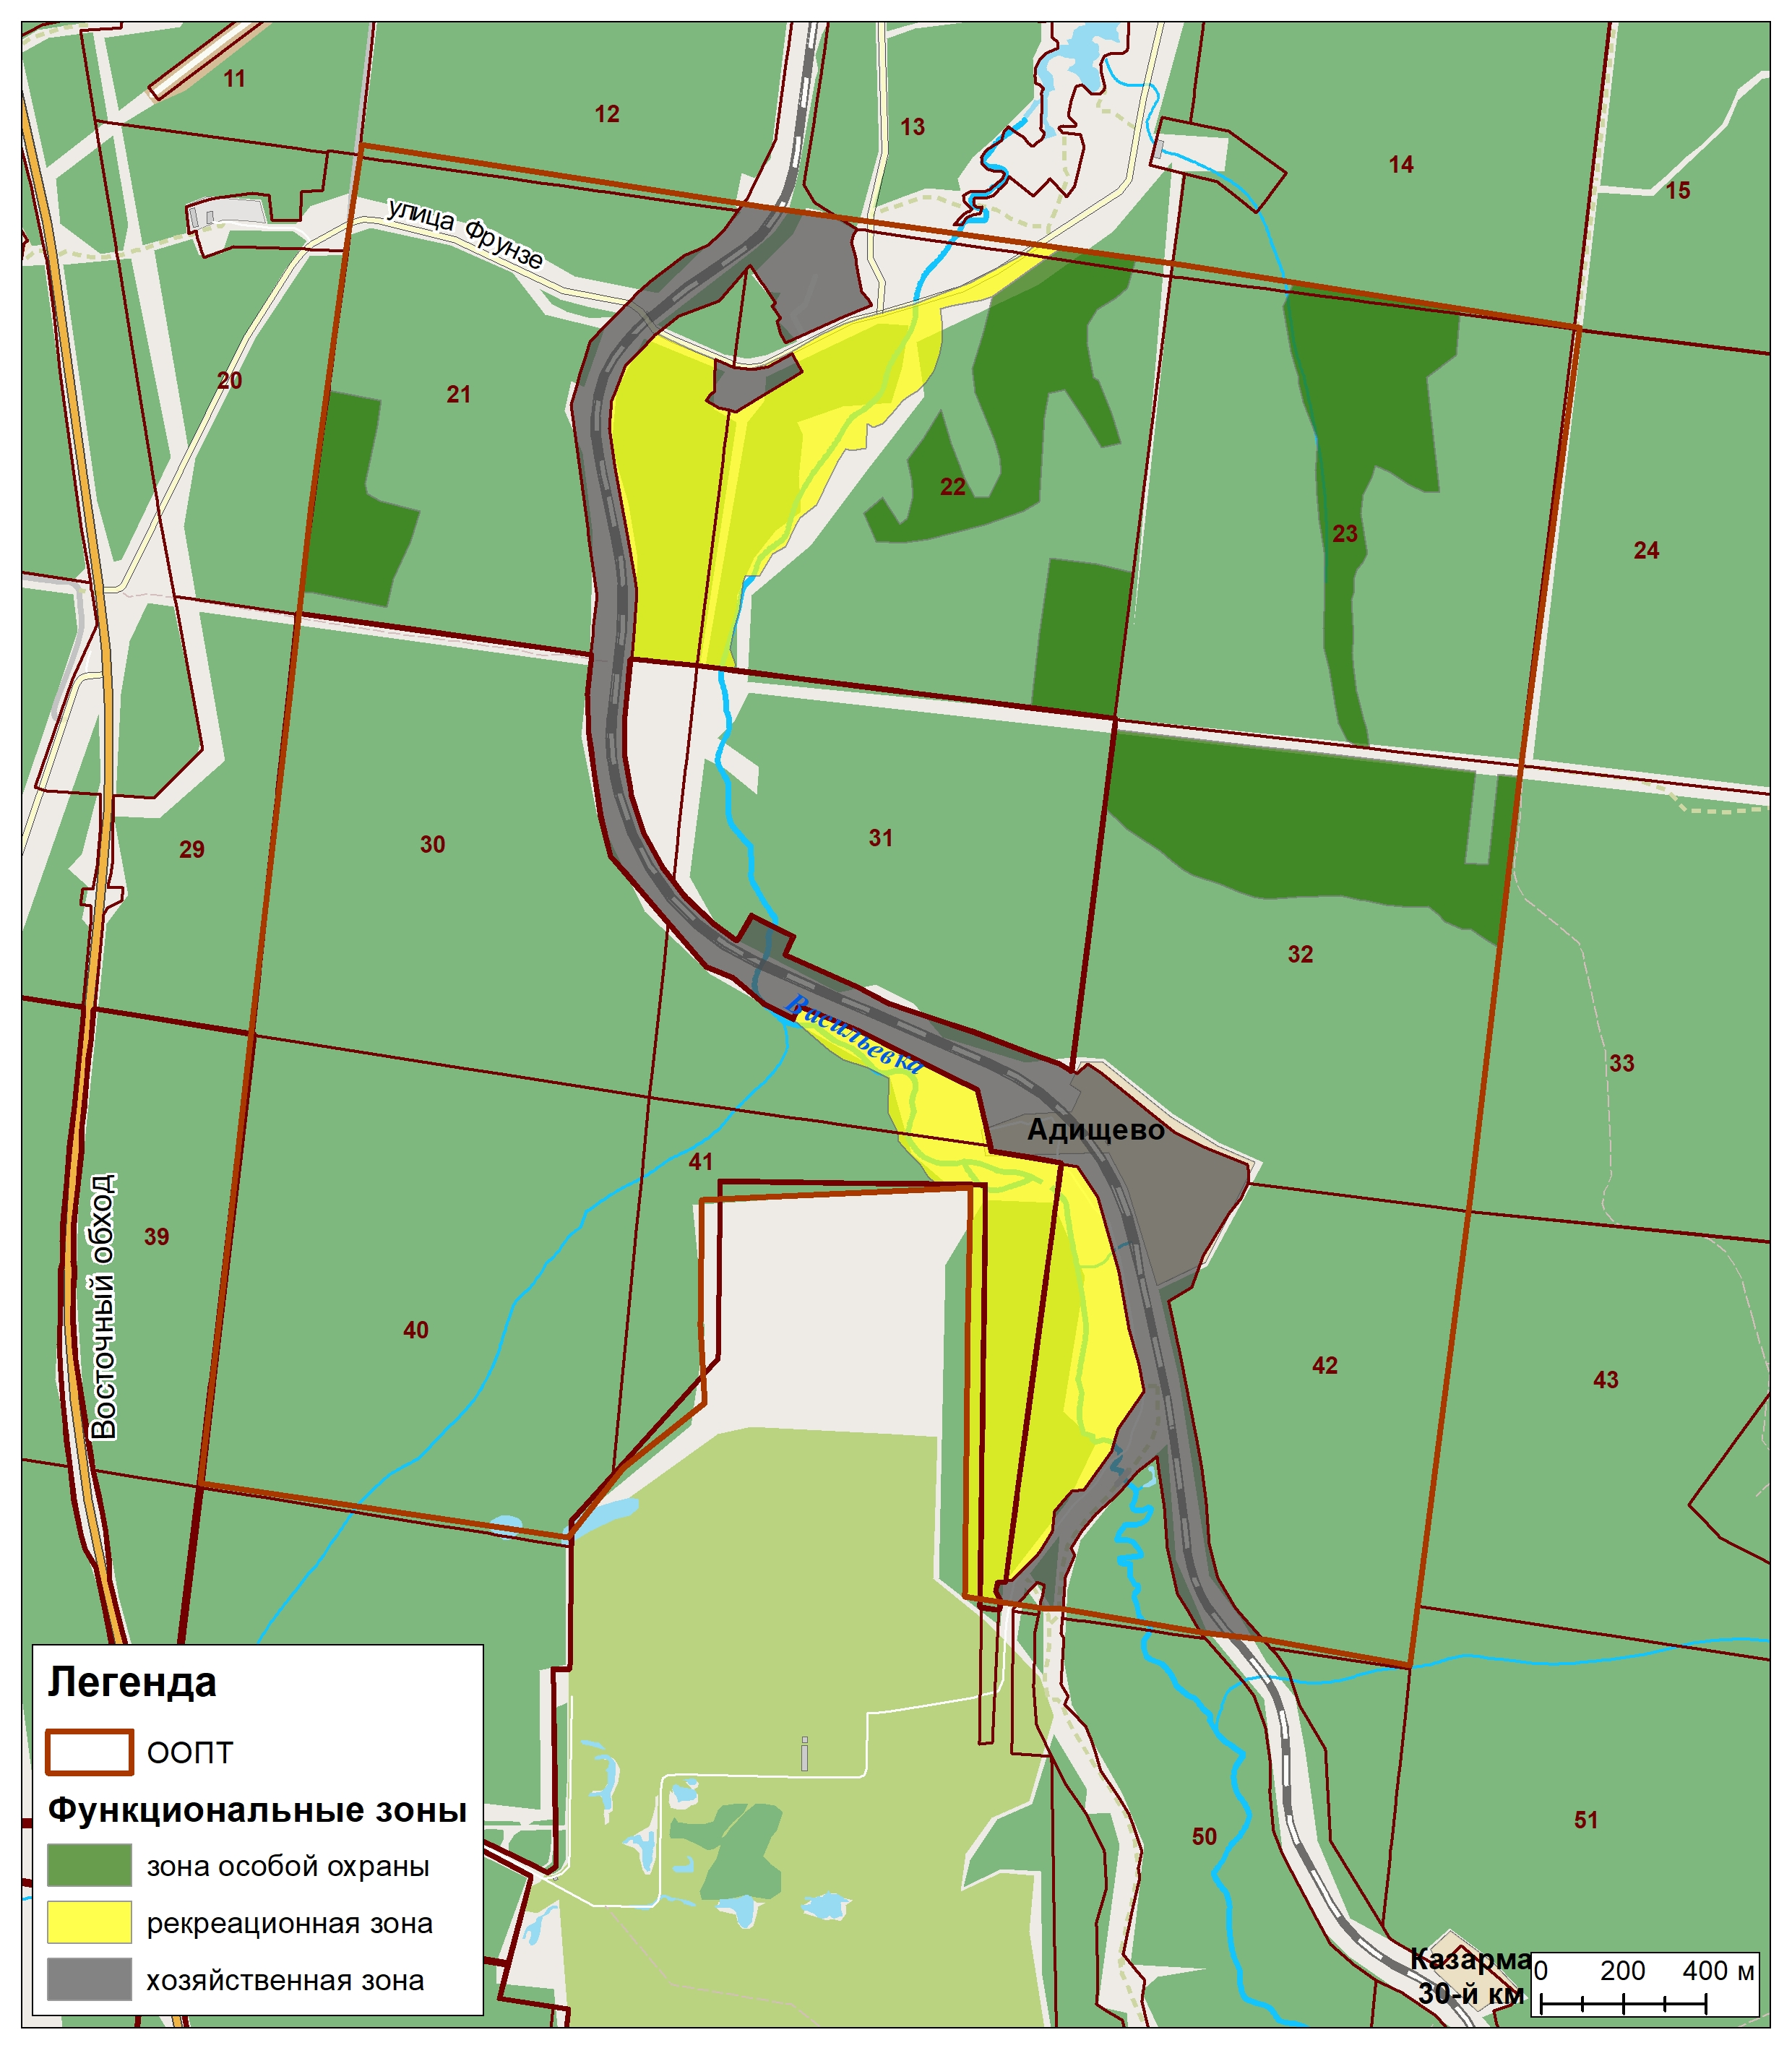 11
12
13
14
15
улица Фрунзе
20
21
22
23
24
29
30
31
32
33
Васильевка
Адищево
39
40
41
42
43
Восточный обход
50
51
Казарма
30-й км
Легенда
ООПТ
Функциональные зоны
зона особой охраны
рекреационная зона
хозяйственная зона
0 200 400 м